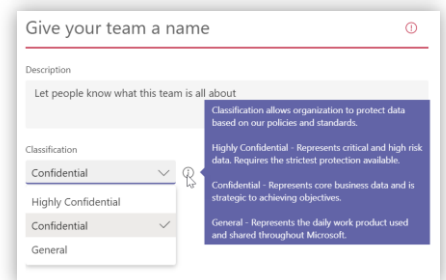 Give your team a name
Description
Let people know what this team is all about
Classification
Confidential
Highly Confidential
Confidential
General
Classification allows organization to protect data
based on our policies and standards.
Highly Confidential - Represents critical and high risk
data. Requires the strictest protection available.
Confidential - Represents core business data and is
strategic to achieving objectives.
General - Represents the daily work product used
and shared throughout Microsoft.